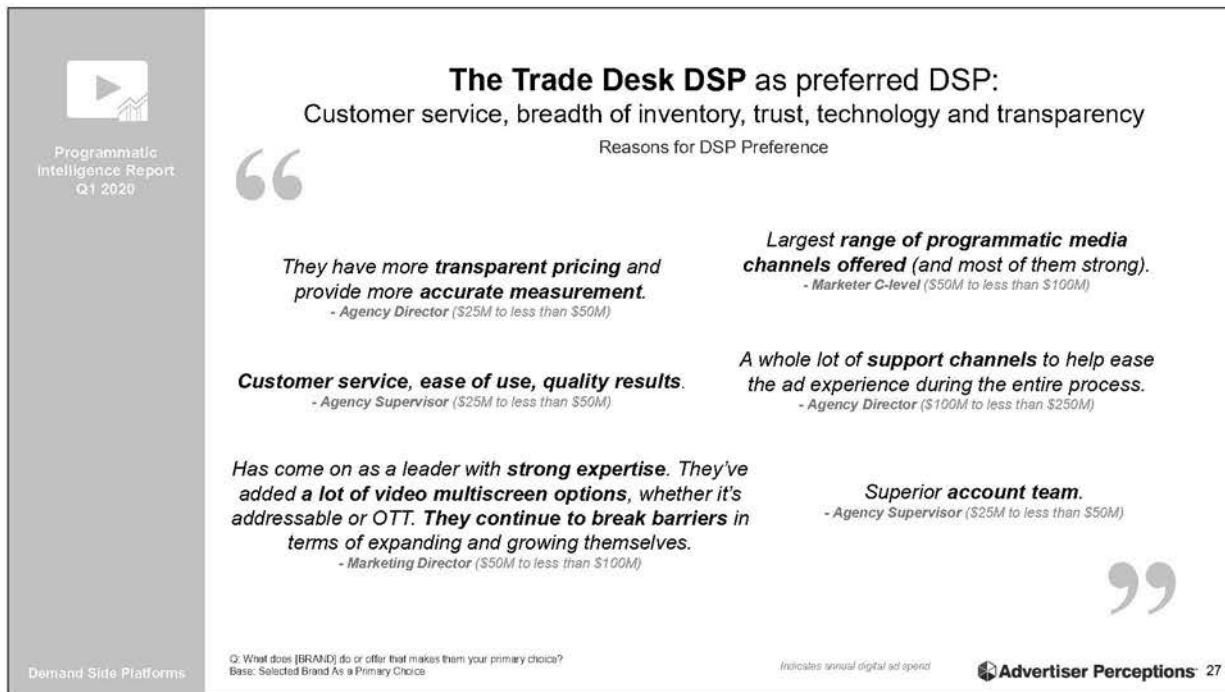 Programmatic
Intelligence Report
Q1 2020
The Trade Desk DSP as preferred DSP:
Customer service, breadth of inventory, trust, technology and transparency
Reasons for DSP Preference
“
They have more transparent pricing and
provide more accurate measurement.
- Agency Director ($25M to less than $50M)
Largest range of programmatic media
channels offered (and most of them strong).
- Marketer C-level ($50M to less than $100M)
Customer service, ease of use, quality results.
- Agency Supervisor ($25M to less than $50M)
A whole lot of support channels to help ease
the ad experience during the entire process.
- Agency Director ($100M to less than $250M)
Has come on as a leader with strong expertise. They’ve
added a lot of video multiscreen options, whether it’s
addressable or OTT. They continue to break barriers in
terms of expanding and growing themselves.
- Marketing Director ($50M to less than $100M)
Superior account team.
- Agency Supervisor ($25M to less than $50M)
”
Demand Side Platforms
Q: What does [BRAND] do or offer that makes them your primary choice?
Base: Selected Brand As a Primary Choice
Indicates annual digital ad spend
Advertiser Perceptions 27